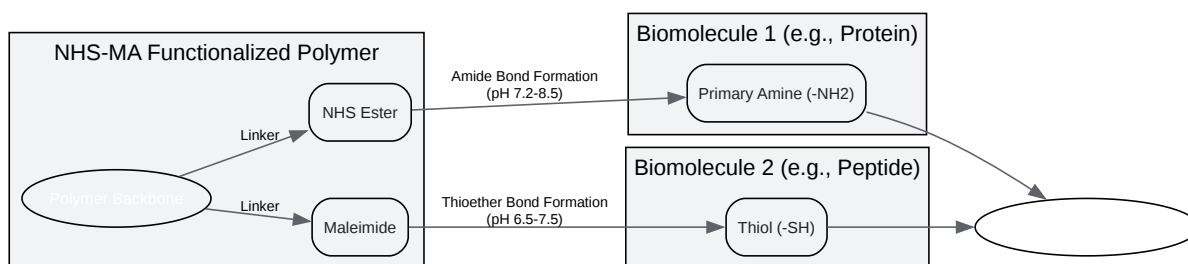 NHS-MA Functionalized Polymer
Polymer Backbone
Linker
Linker
NHS Ester
Maleimide
Amide Bond Formation
(pH 7.2-8.5)
Thioether Bond Formation
(pH 6.5-7.5)
Biomolecule 1 (e.g., Protein)
Primary Amine (-NH2)
Biomolecule 2 (e.g., Peptide)
Thiol (-SH)